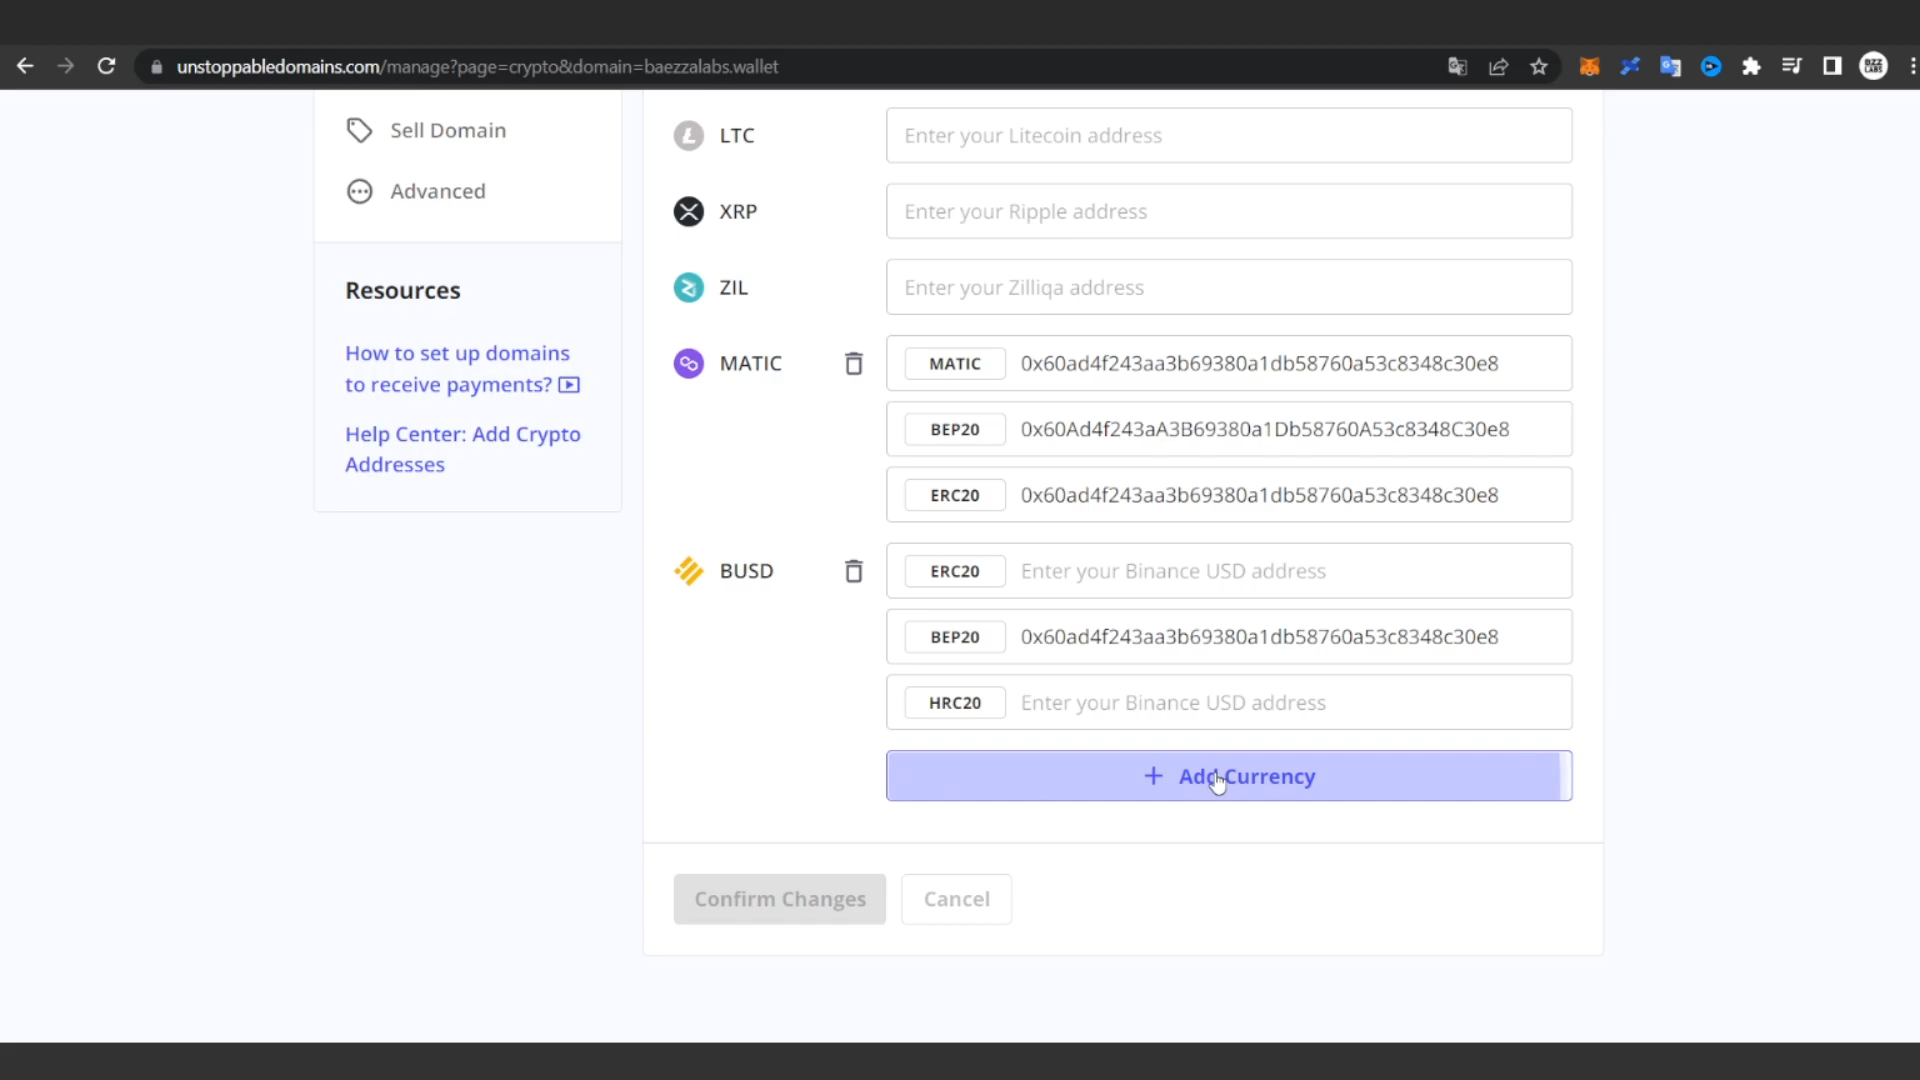 unstoppabledomains.com/manage?page=crypto&domain=baezzalabs.wallet
BZZ
LABS
Sell Domain
Advanced
Resources
How to set up domains
to receive payments?
Help Center: Add Crypto
Addresses
LTC
Enter your Litecoin address
XRP
Enter your Ripple address
ZIL
Enter your Zilliqa address
MATIC
MATIC 0x60ad4f243aa3b69380a1db58760a53c8348c30e8
BEP20 0x60Ad4f243aA3B69380a1Db58760A53c8348C30e8
ERC20 0x60ad4f243aa3b69380a1db58760a53c8348c30e8
BUSD
ERC20 Enter your Binance USD address
BEP20 0x60ad4f243aa3b69380a1db58760a53c8348c30e8
HRC20 Enter your Binance USD address
+ Add Currency
Confirm Changes
Cancel